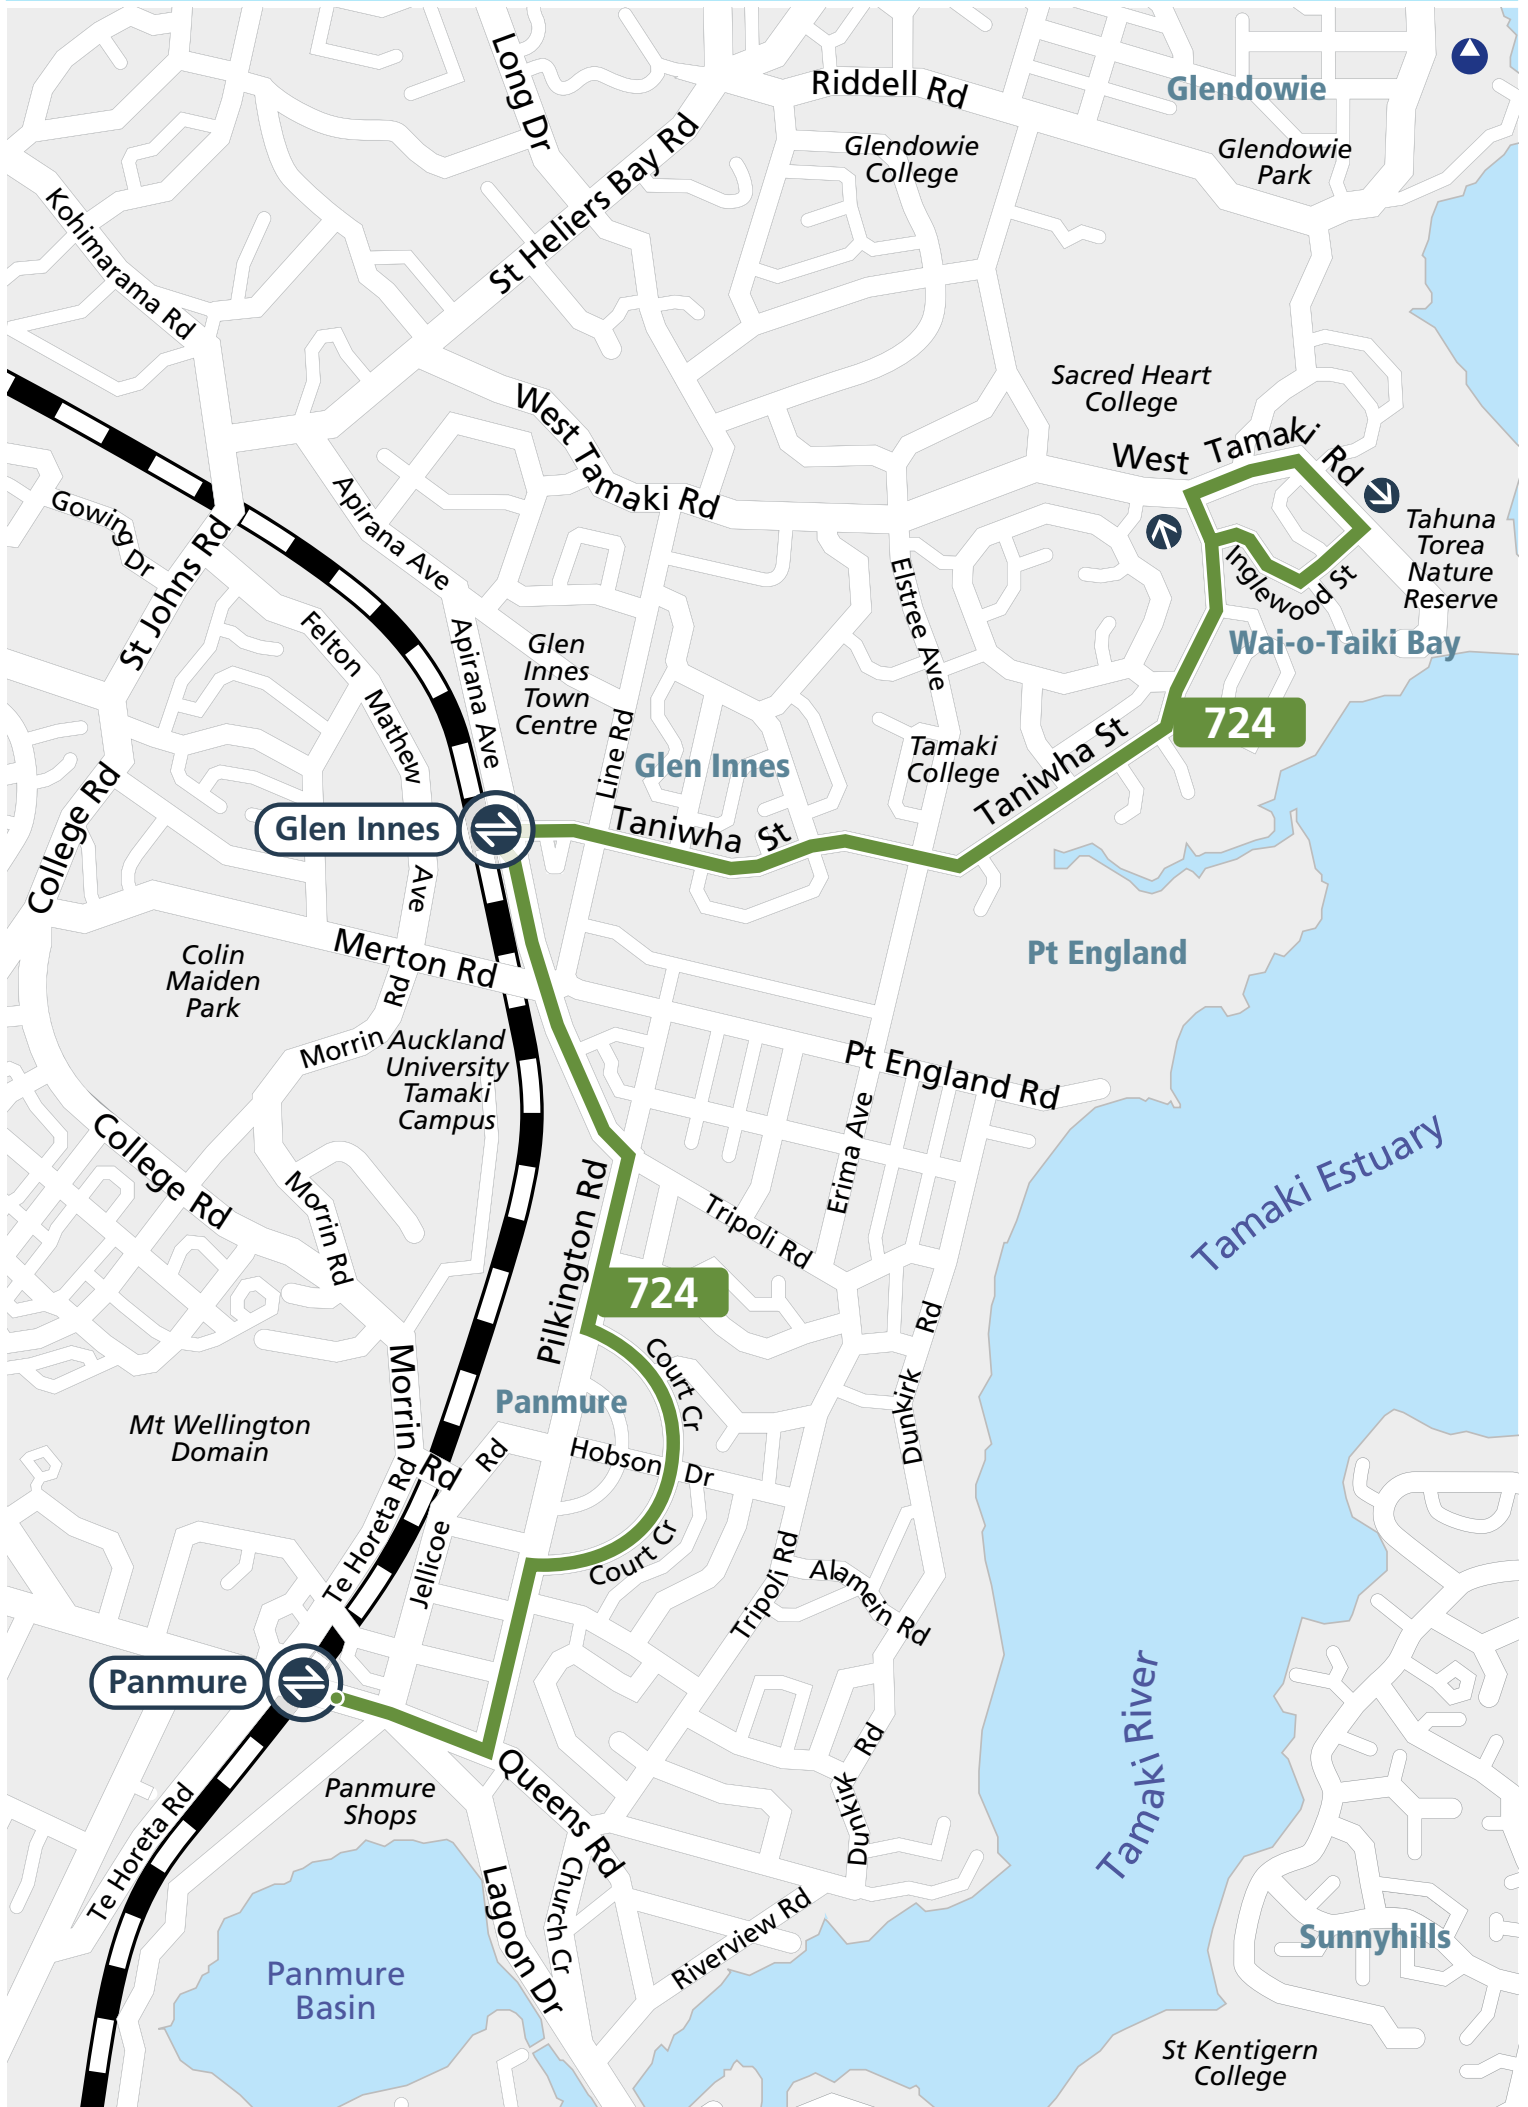 Long Dr
Riddell Rd
Glendowie
Glendowie
College
Glendowie
Park
St Heliers Bay Rd
Kohimarama Rd
Sacred Heart
College
West Tamaki Rd
West Tamaki Rd
Apirana Ave
Gowing Dr
St Johns Rd
Tahuna
Torea
Nature
Reserve
Inglewood St
Elstree Ave
Felton
Mathew
Ave
Apirana Ave
Glen
Innes
Town
Centre
Wai-o-Taiki Bay
724
Line Rd
Glen Innes
Tamaki
College
Taniwha St
College Rd
Glen Innes
Taniwha St
Merton Rd
Pt England
Colin
Maiden
Park
Morrin
Rd
Auckland
University
Tamaki
Campus
Pt England Rd
Erima Ave
College Rd
Morrin Rd
Tamaki Estuary
Pilkington Rd
Tripoli Rd
724
Dunkirk
Rd
Court Cr
Morrin
Rd
Panmure
Mt Wellington
Domain
Hobson Dr
Te Horeta Rd
Jellicoe
Rd
Court Cr
Tripoli Rd
Alamein Rd
Panmure
Tamaki River
Dunkirk
Rd
Queens Rd
Panmure
Shops
Te Horeta Rd
Lagoon Dr
Church Cr
Riverview Rd
Sunnyhills
Panmure
Basin
St Kentigern
College